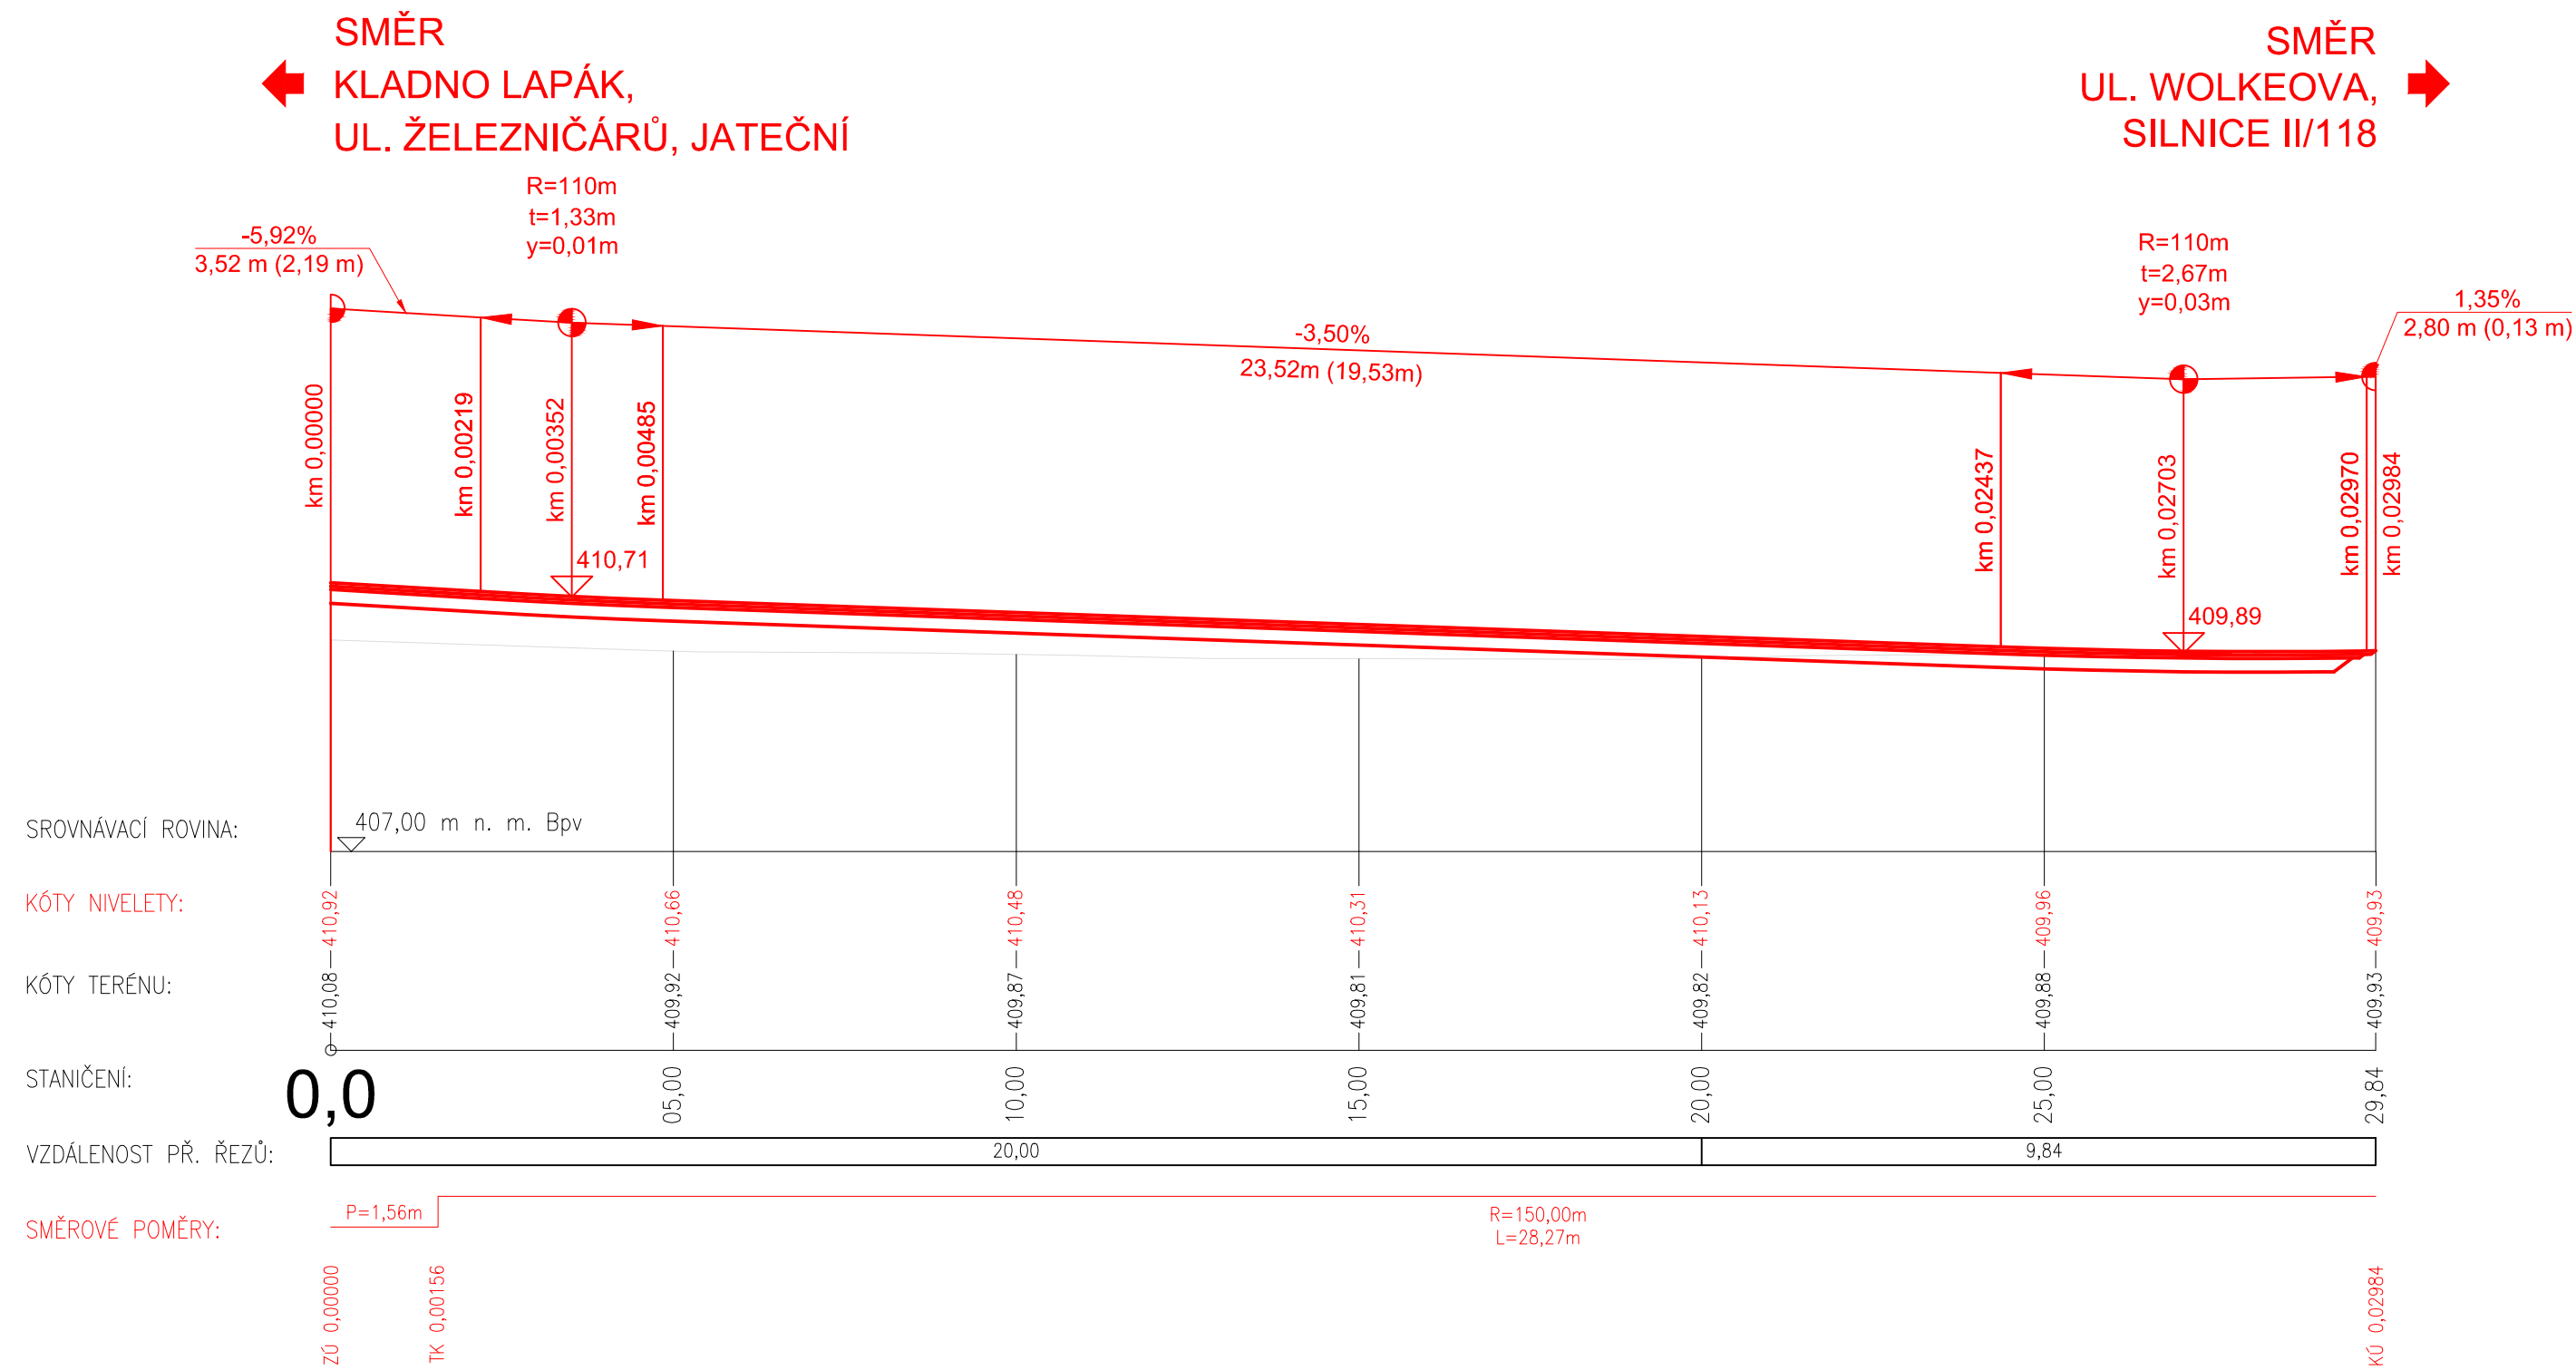 SMĚR
KLADNO LAPÁK,
UL. ŽELEZNIČÁRŮ, JATEČNÍ
SMĚR
UL. WOLKEOVA,
SILNICE II/118
R=110m
t=1,33m
y=0,01m
-5,92%
3,52 m (2,19 m)
R=110m
t=2,67m
y=0,03m
1,35%
2,80 m (0,13 m)
-3,50%
23,52m (19,53m)
km 0,00000
km 0,00219
km 0,00352
km 0,00485
km 0,02437
km 0,02703
km 0,02970
km 0,02984
410,71
409,89
SROVNÁVACÍ ROVINA:
407,00 m n. m. Bpv
KÓTY NIVELETY:
410,92
410,66
410,48
410,31
410,13
409,96
409,93
KÓTY TERÉNU:
410,08
409,92
409,87
409,81
409,82
409,88
409,93
STANIČENÍ:
0,0
05,00
10,00
15,00
20,00
25,00
29,84
VZDÁLENOST PŘ. ŘEZŮ:
20,00
9,84
SMĚROVÉ POMĚRY:
P=1,56m
R=150,00m
L=28,27m
ZÚ 0,00000
TK 0,00156
KÚ 0,02984